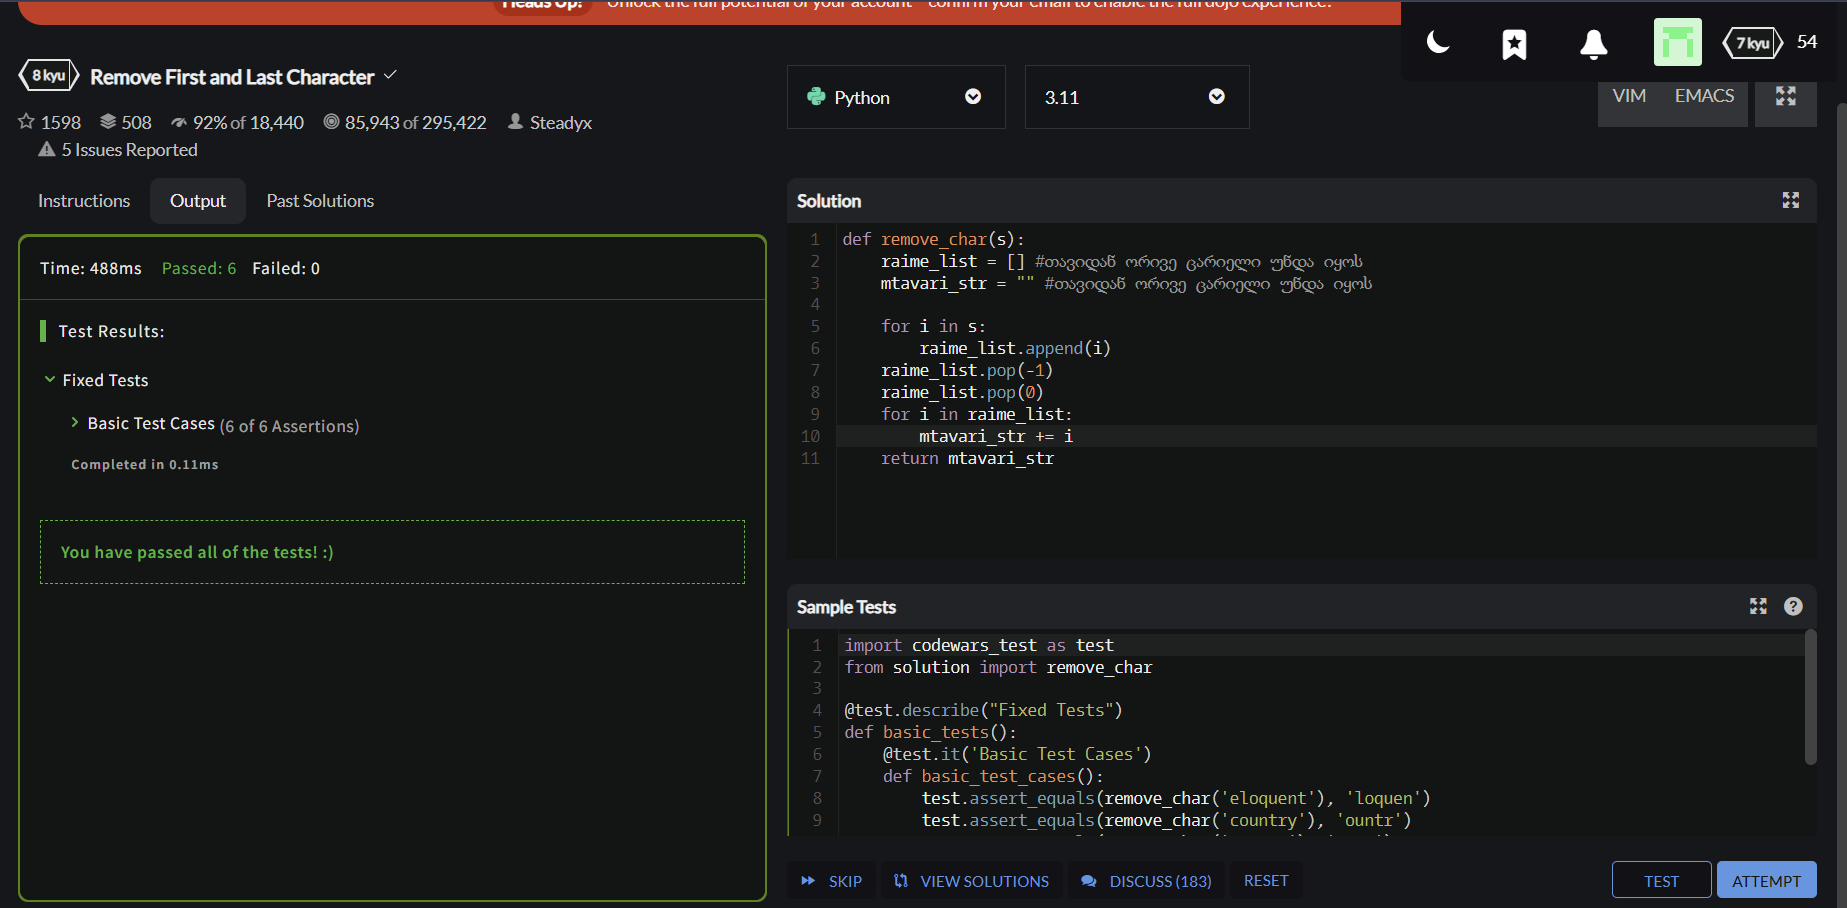 Heads Up! Unlock the full potential of your account - confirm your email to enable the full dojo experience.
7 kyu 54
8 kyu Remove First and Last Character
Python 3.11 VIM EMACS
1598 508 92% of 18,440 85,943 of 295,422 Steadyx
5 Issues Reported
Instructions Output Past Solutions
Time: 488ms Passed: 6 Failed: 0
Test Results:
Fixed Tests
Basic Test Cases (6 of 6 Assertions)
Completed in 0.11ms
You have passed all of the tests! :)
Solution
1 def remove_char(s):
2 raime_list = [] #თავიდან ორივე ცარიელი უნდა იყოს
3 mtavari_str = "" #თავიდან ორივე ცარიელი უნდა იყოს
4
5 for i in s:
6 raime_list.append(i)
7 raime_list.pop(-1)
8 raime_list.pop(0)
9 for i in raime_list:
10 mtavari_str += i
11 return mtavari_str
Sample Tests
1 import codewars_test as test
2 from solution import remove_char
3
4 @test.describe("Fixed Tests")
5 def basic_tests():
6 @test.it('Basic Test Cases')
7 def basic_test_cases():
8 test.assert_equals(remove_char('eloquent'), 'loquen')
9 test.assert_equals(remove_char('country'), 'ountr')
SKIP VIEW SOLUTIONS DISCUSS (183) RESET TEST ATTEMPT